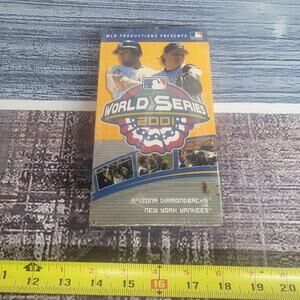 MLB PRODUCTIONS PRESENTS
WORLD SERIES
2001
ARIZONA DIAMONDBACKS
NEW YORK YANKEES
12 13 14 15 16 17 18 19 20